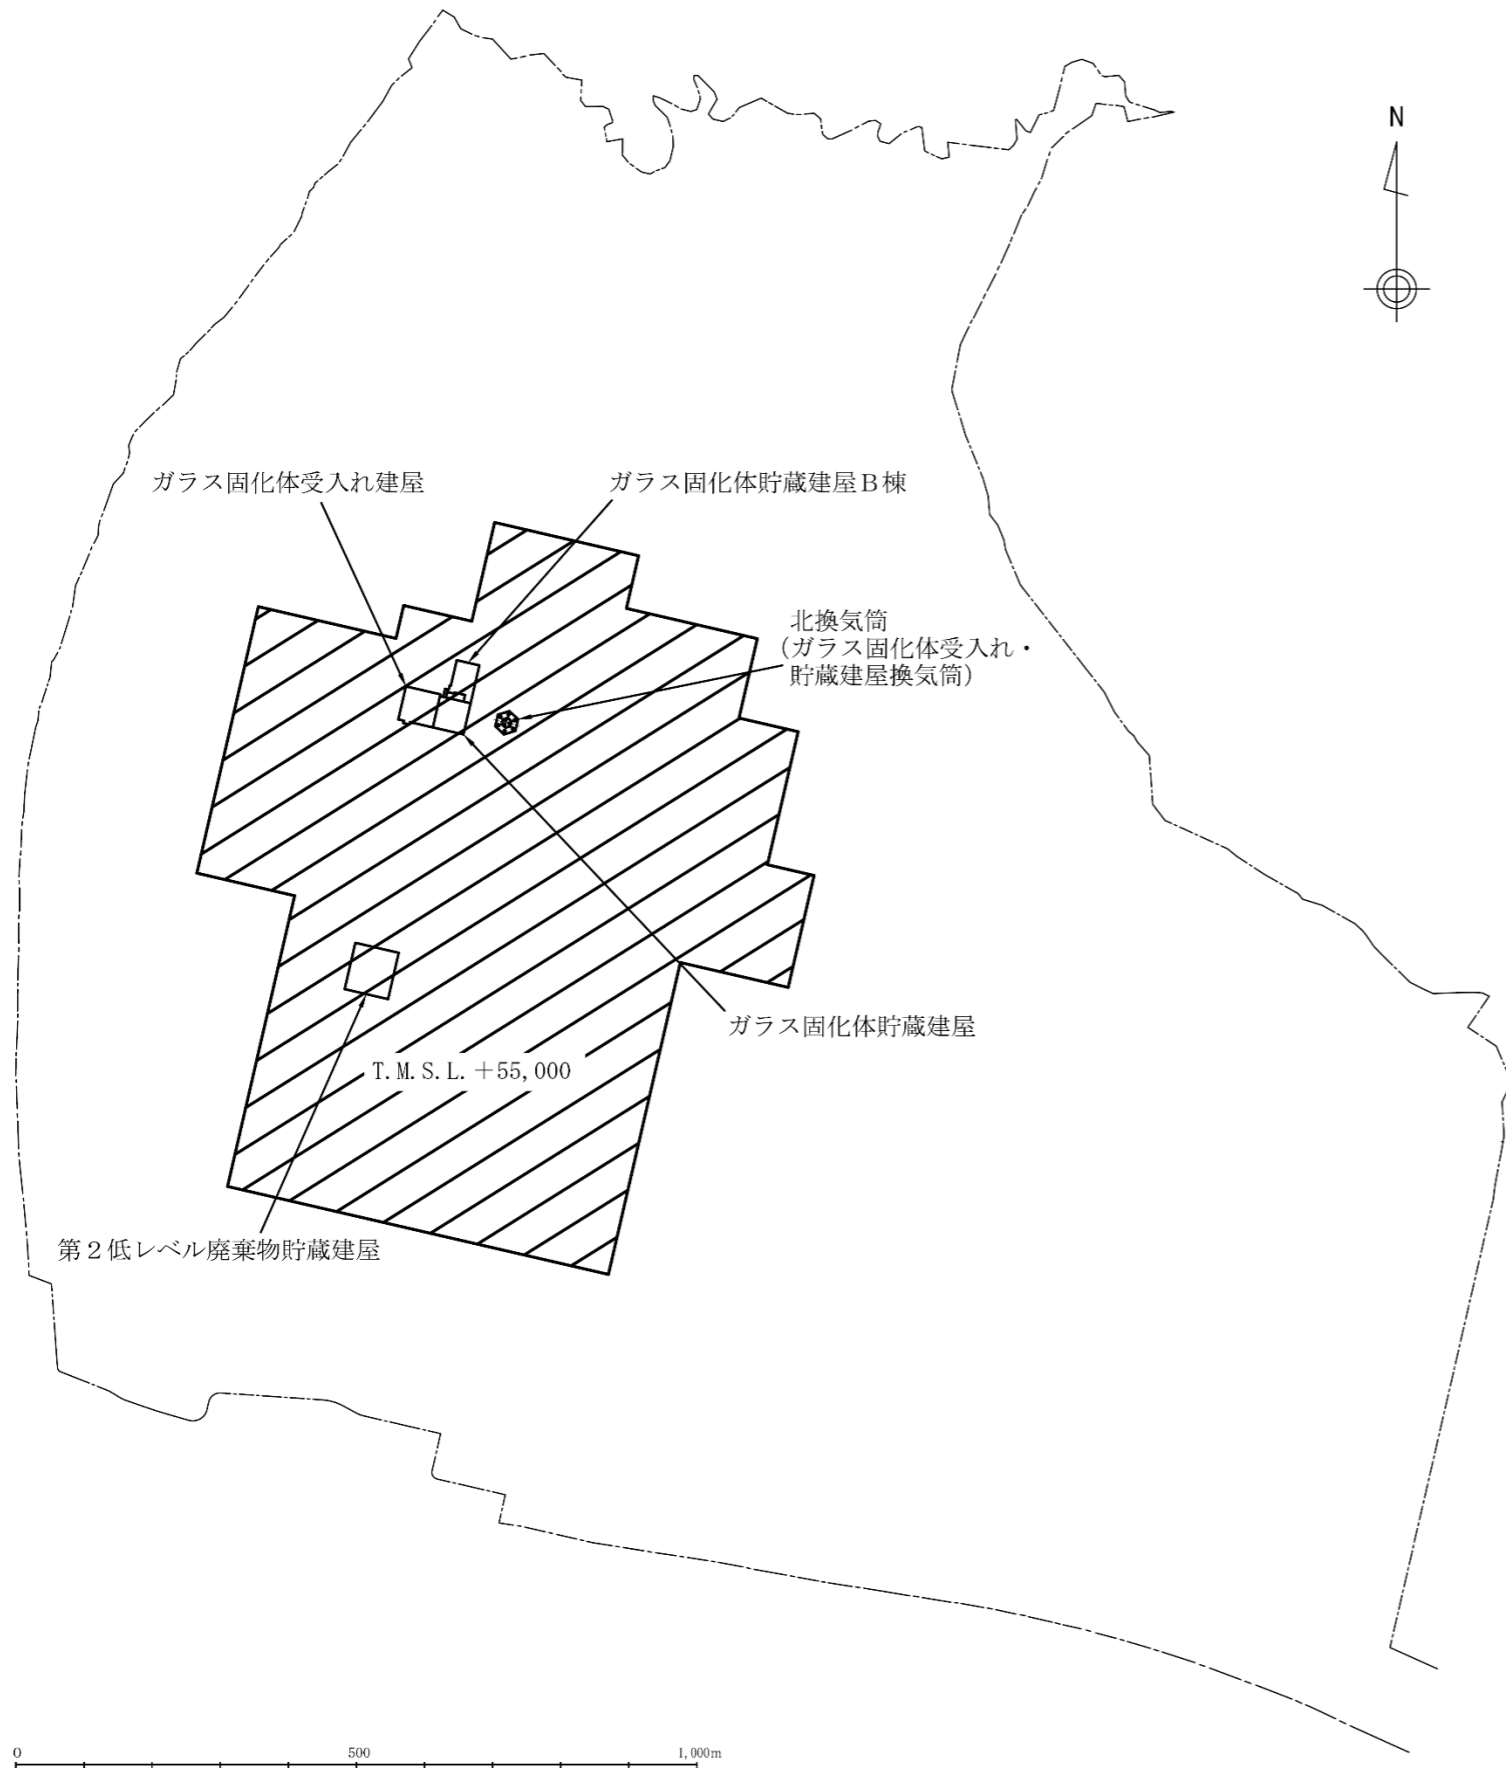 N
ガラス固化体受入れ建屋
ガラス固化体貯蔵建屋B棟
北換気筒
(ガラス固化体受入れ・
貯蔵建屋換気筒)
ガラス固化体貯蔵建屋
T.M.S.L.+55,000
第2低レベル廃棄物貯蔵建屋
0 500 1,000m